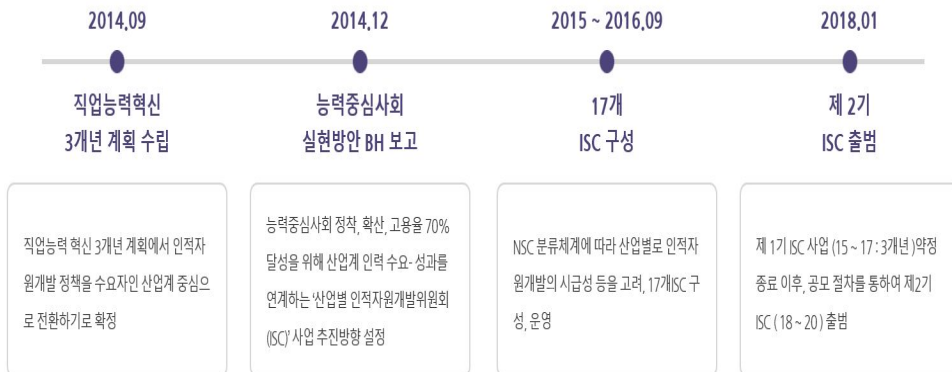 2014.09
직업능력혁신
3개년 계획 수립
직업능력 혁신 3개년 계획에서 인적자
원개발 정책을 수요자인 산업계 중심으
로 전환하기로 확정
2014.12
능력중심사회
실현방안 BH 보고
능력중심사회 정착, 확산, 고용율 70%
달성을 위해 산업계 인력 수요- 성과를
연계하는 '산업별 인적자원개발위원회
(ISC)' 사업 추진방향 설정
2015 ~ 2016.09
17개
ISC 구성
NSC 분류체계에 따라 산업별로 인적자
원개발의 시급성 등을 고려, 17개ISC 구
성, 운영
2018.01
제 2기
ISC 출범
제 1기 ISC 사업 (15 ~ 17 : 3개년 )약정
종료 이후, 공모 절차를 통하여 제2기
ISC ( 18 ~ 20 ) 출범